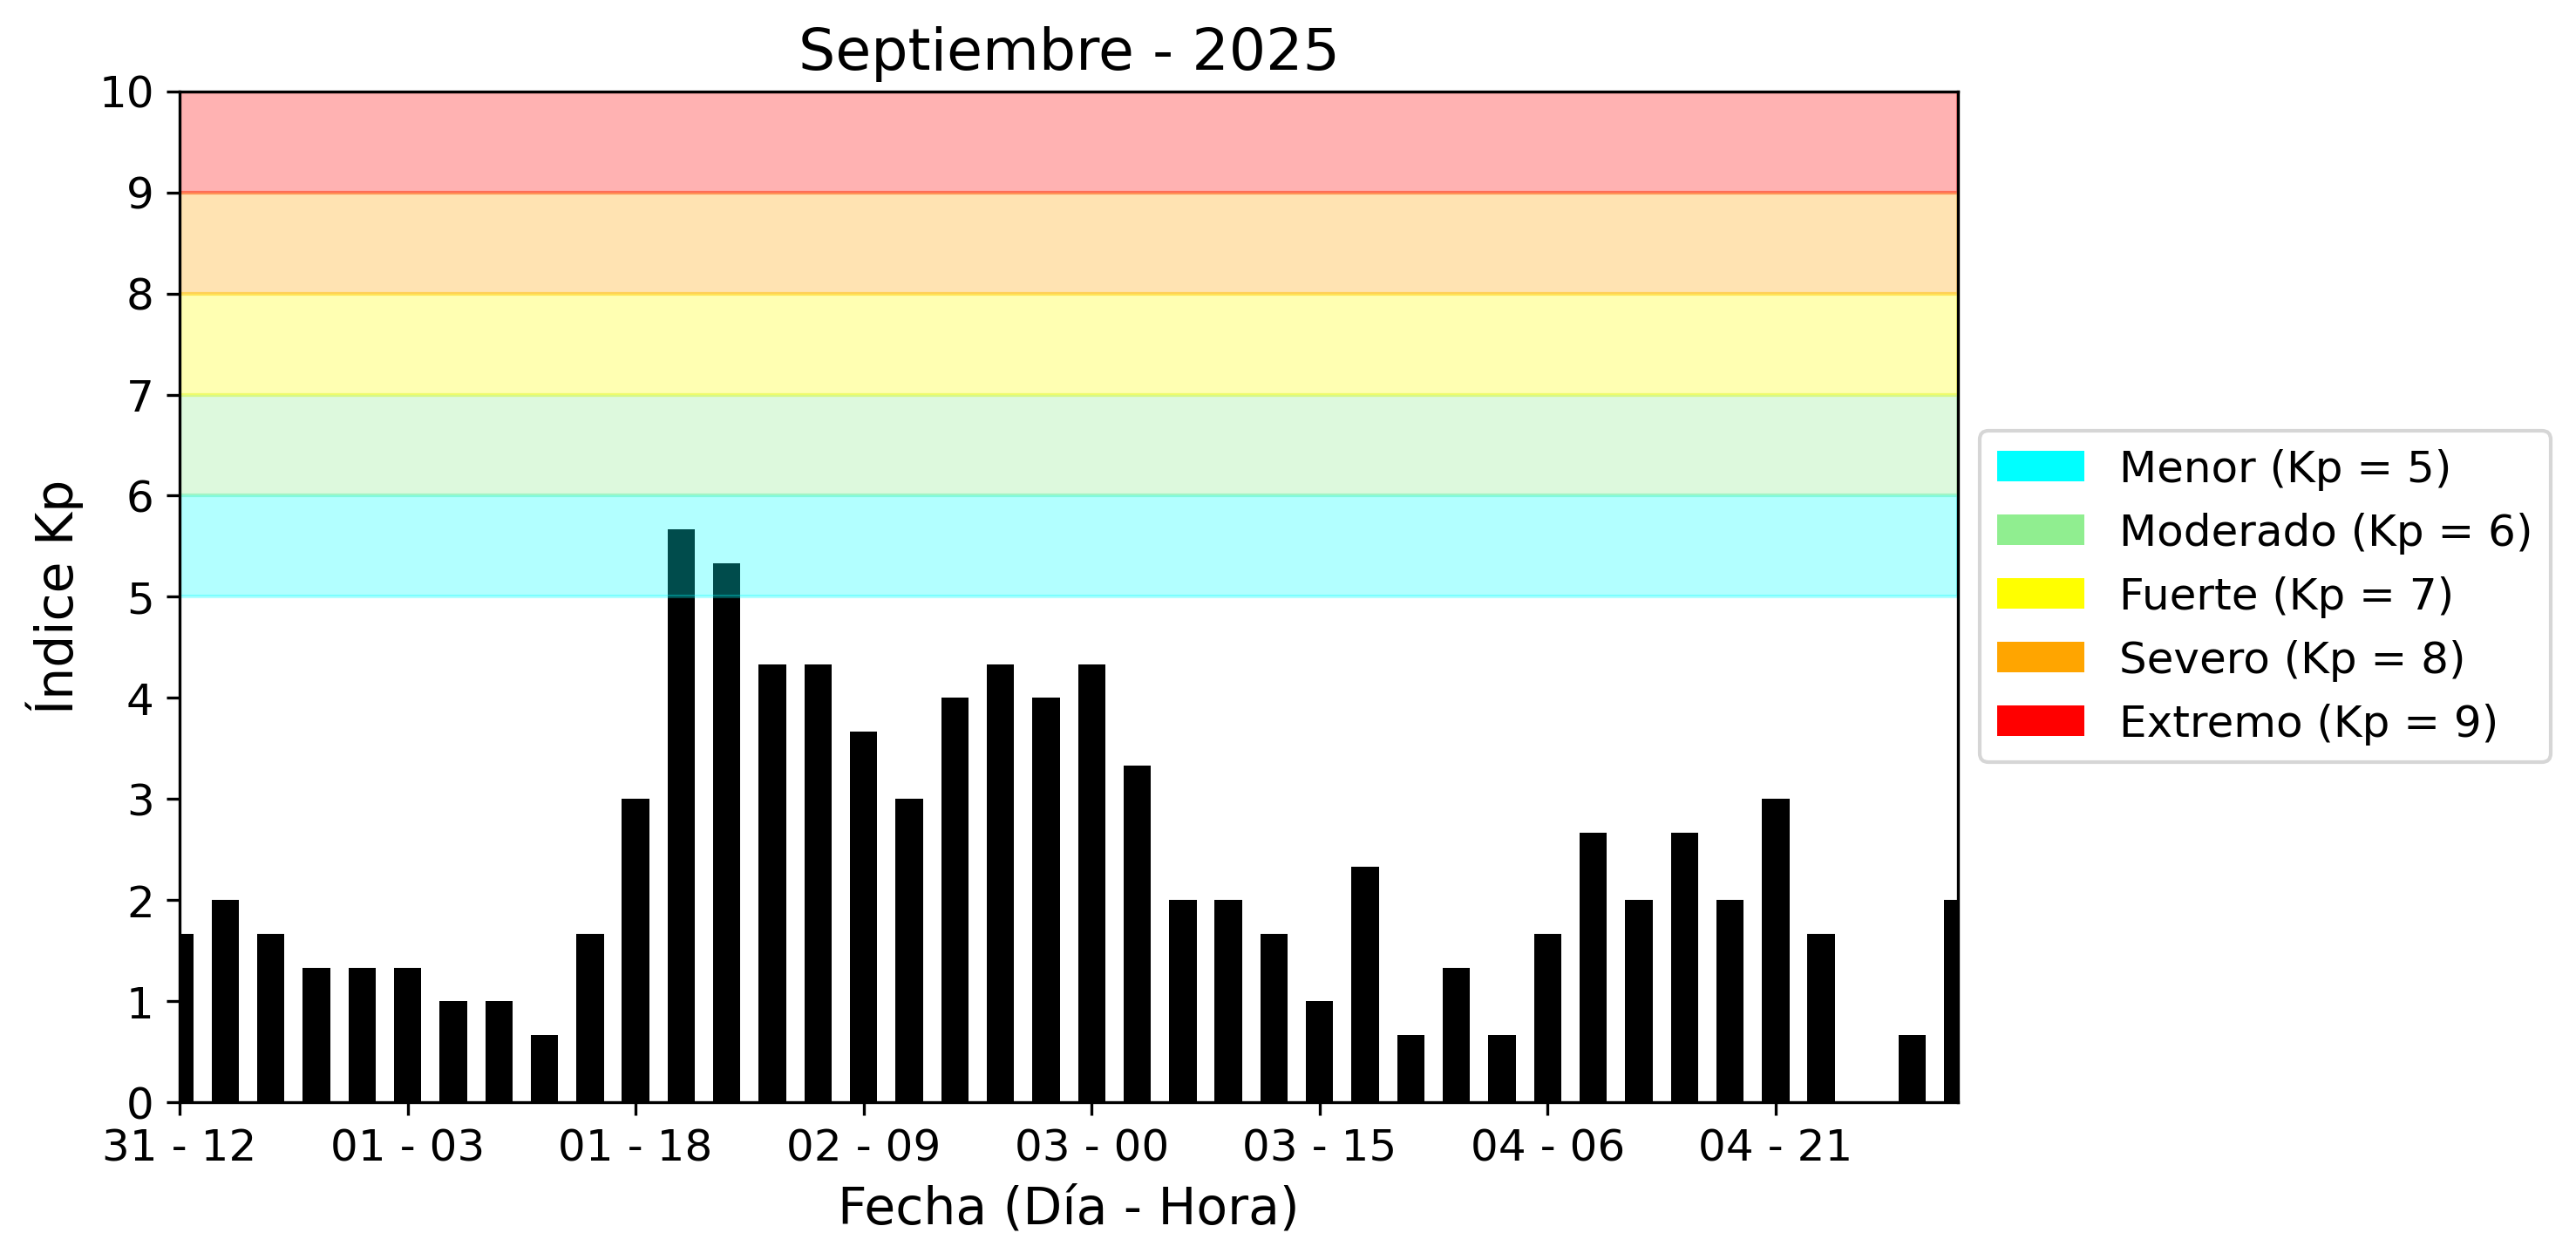 Septiembre - 2025
10
9
8
7
6
5
4
3
2
1
0
Índice Kp
31 - 12
01 - 03
01 - 18
02 - 09
03 - 00
03 - 15
04 - 06
04 - 21
Fecha (Día - Hora)
Menor (Kp = 5)
Moderado (Kp = 6)
Fuerte (Kp = 7)
Severo (Kp = 8)
Extremo (Kp = 9)